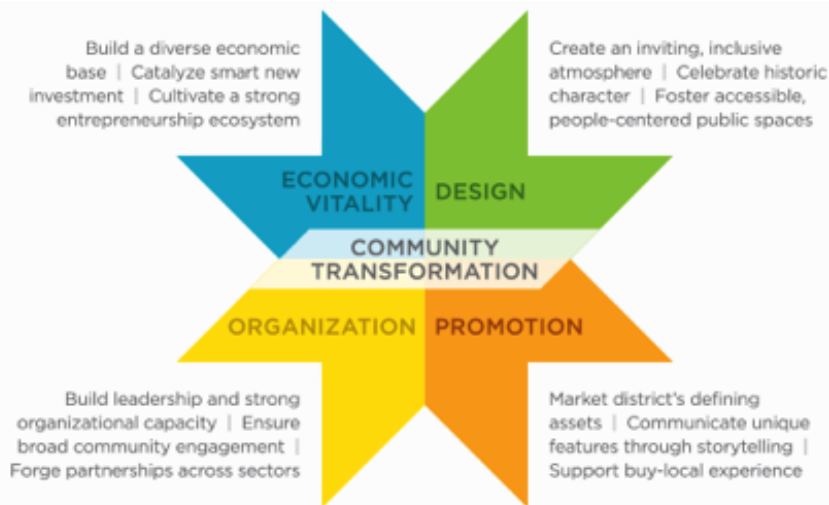 Build a diverse economic
base | Catalyze smart new
investment | Cultivate a strong
entrepreneurship ecosystem
Create an inviting, inclusive
atmosphere | Celebrate historic
character | Foster accessible,
people-centered public spaces
ECONOMIC
VITALITY
DESIGN
COMMUNITY
TRANSFORMATION
ORGANIZATION
PROMOTION
Build leadership and strong
organizational capacity | Ensure
broad community engagement |
Forge partnerships across sectors
Market district's defining
assets | Communicate unique
features through storytelling |
Support buy-local experience